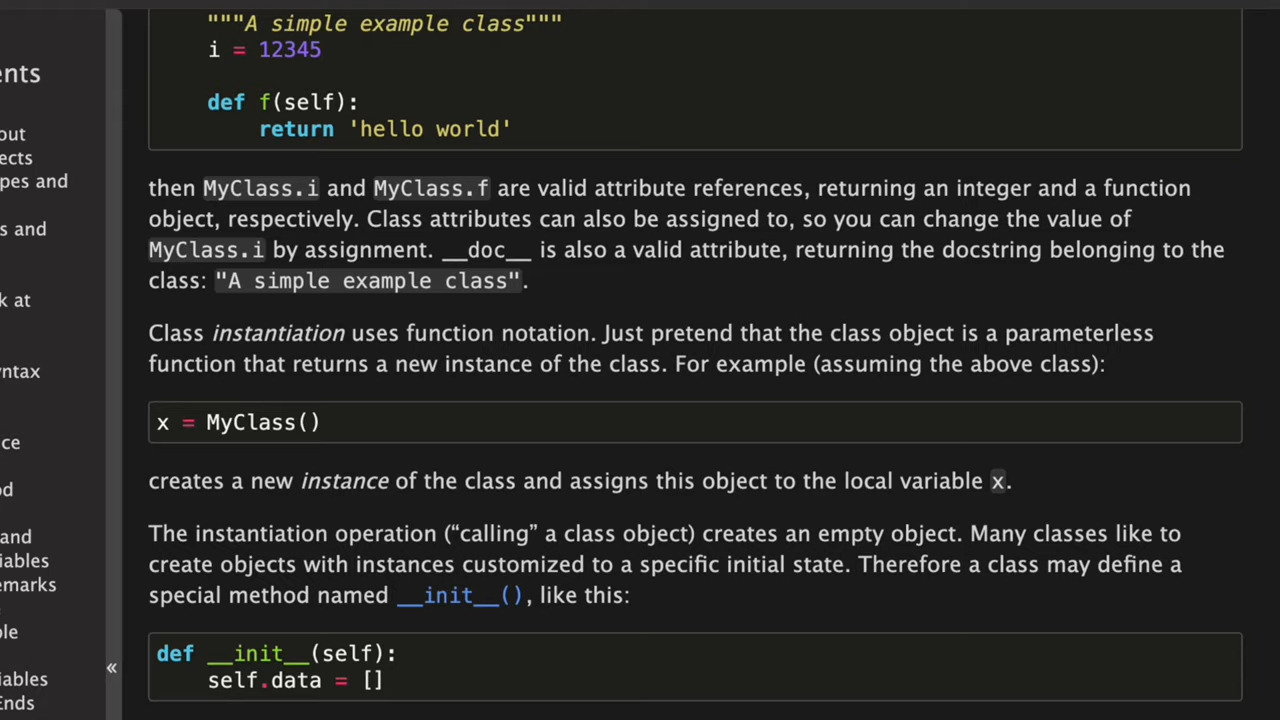 """A simple example class"""
i = 12345
def f(self):
return 'hello world'
then MyClass.i and MyClass.f are valid attribute references, returning an integer and a function
object, respectively. Class attributes can also be assigned to, so you can change the value of
MyClass.i by assignment. __doc__ is also a valid attribute, returning the docstring belonging to the
class: "A simple example class".
Class instantiation uses function notation. Just pretend that the class object is a parameterless
function that returns a new instance of the class. For example (assuming the above class):
x = MyClass()
creates a new instance of the class and assigns this object to the local variable x.
The instantiation operation (“calling” a class object) creates an empty object. Many classes like to
create objects with instances customized to a specific initial state. Therefore a class may define a
special method named __init__(), like this:
def __init__(self):
self.data = []
ents
out
ects
pes and
s and
k at
ntax
ce
d
and
iables
emarks
ple
iables
Ends
«